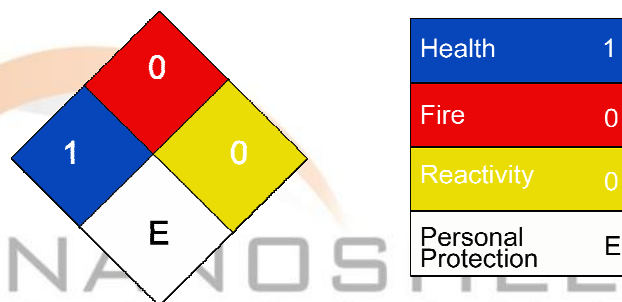 0
1
0
E
Health 1
Fire 0
Reactivity 0
Personal
Protection E
NANOSHEL